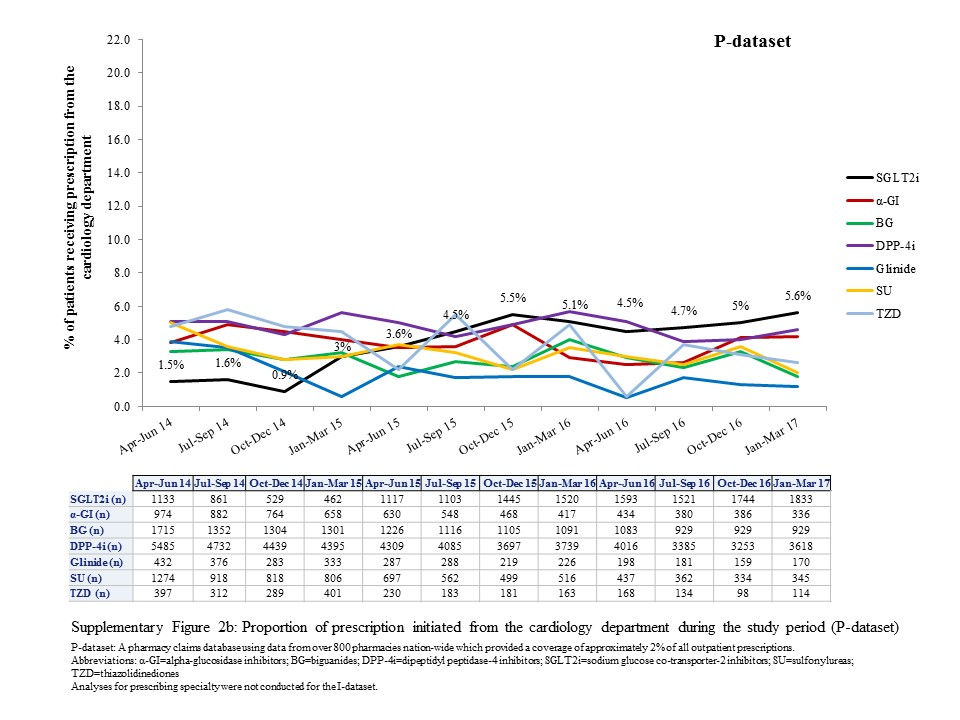 P-dataset
% of patients receiving prescription from the
cardiology department
22.0
20.0
18.0
16.0
14.0
12.0
10.0
8.0
6.0
4.0
2.0
0.0
1.5%
1.6%
0.9%
3%
3.6%
4.5%
5.5%
5.1%
4.5%
4.7%
5%
5.6%
Apr-Jun 14
Jul-Sep 14
Oct-Dec 14
Jan-Mar 15
Apr-Jun 15
Jul-Sep 15
Oct-Dec 15
Jan-Mar 16
Apr-Jun 16
Jul-Sep 16
Oct-Dec 16
Jan-Mar 17
SGLT2i
α-GI
BG
DPP-4i
Glinide
SU
TZD
Apr-Jun 14 Jul-Sep 14 Oct-Dec 14 Jan-Mar 15 Apr-Jun 15 Jul-Sep 15 Oct-Dec 15 Jan-Mar 16 Apr-Jun 16 Jul-Sep 16 Oct-Dec 16 Jan-Mar 17
SGLT2i (n) 1133 861 529 462 1117 1103 1445 1520 1593 1521 1744 1833
α-GI (n) 974 882 764 658 630 548 468 417 434 380 386 336
BG (n) 1715 1352 1304 1301 1226 1116 1105 1091 1083 929 929 929
DPP-4i (n) 5485 4732 4439 4395 4309 4085 3697 3739 4016 3385 3253 3618
Glinide (n) 432 376 283 333 287 288 219 226 198 181 159 170
SU (n) 1274 918 818 806 697 562 499 516 437 362 334 345
TZD (n) 397 312 289 401 230 183 181 163 168 134 98 114
Supplementary Figure 2b: Proportion of prescription initiated from the cardiology department during the study period (P-dataset)
P-dataset: A pharmacy claims database using data from over 800 pharmacies nation-wide which provided a coverage of approximately 2% of all outpatient prescriptions.
Abbreviations: α-GI=alpha-glucosidase inhibitors; BG=biguanides; DPP-4i=dipeptidyl peptidase-4 inhibitors; SGLT2i=sodium glucose co-transporter-2 inhibitors; SU=sulfonylureas;
TZD=thiazolidinediones
Analyses for prescribing specialty were not conducted for the I-dataset.